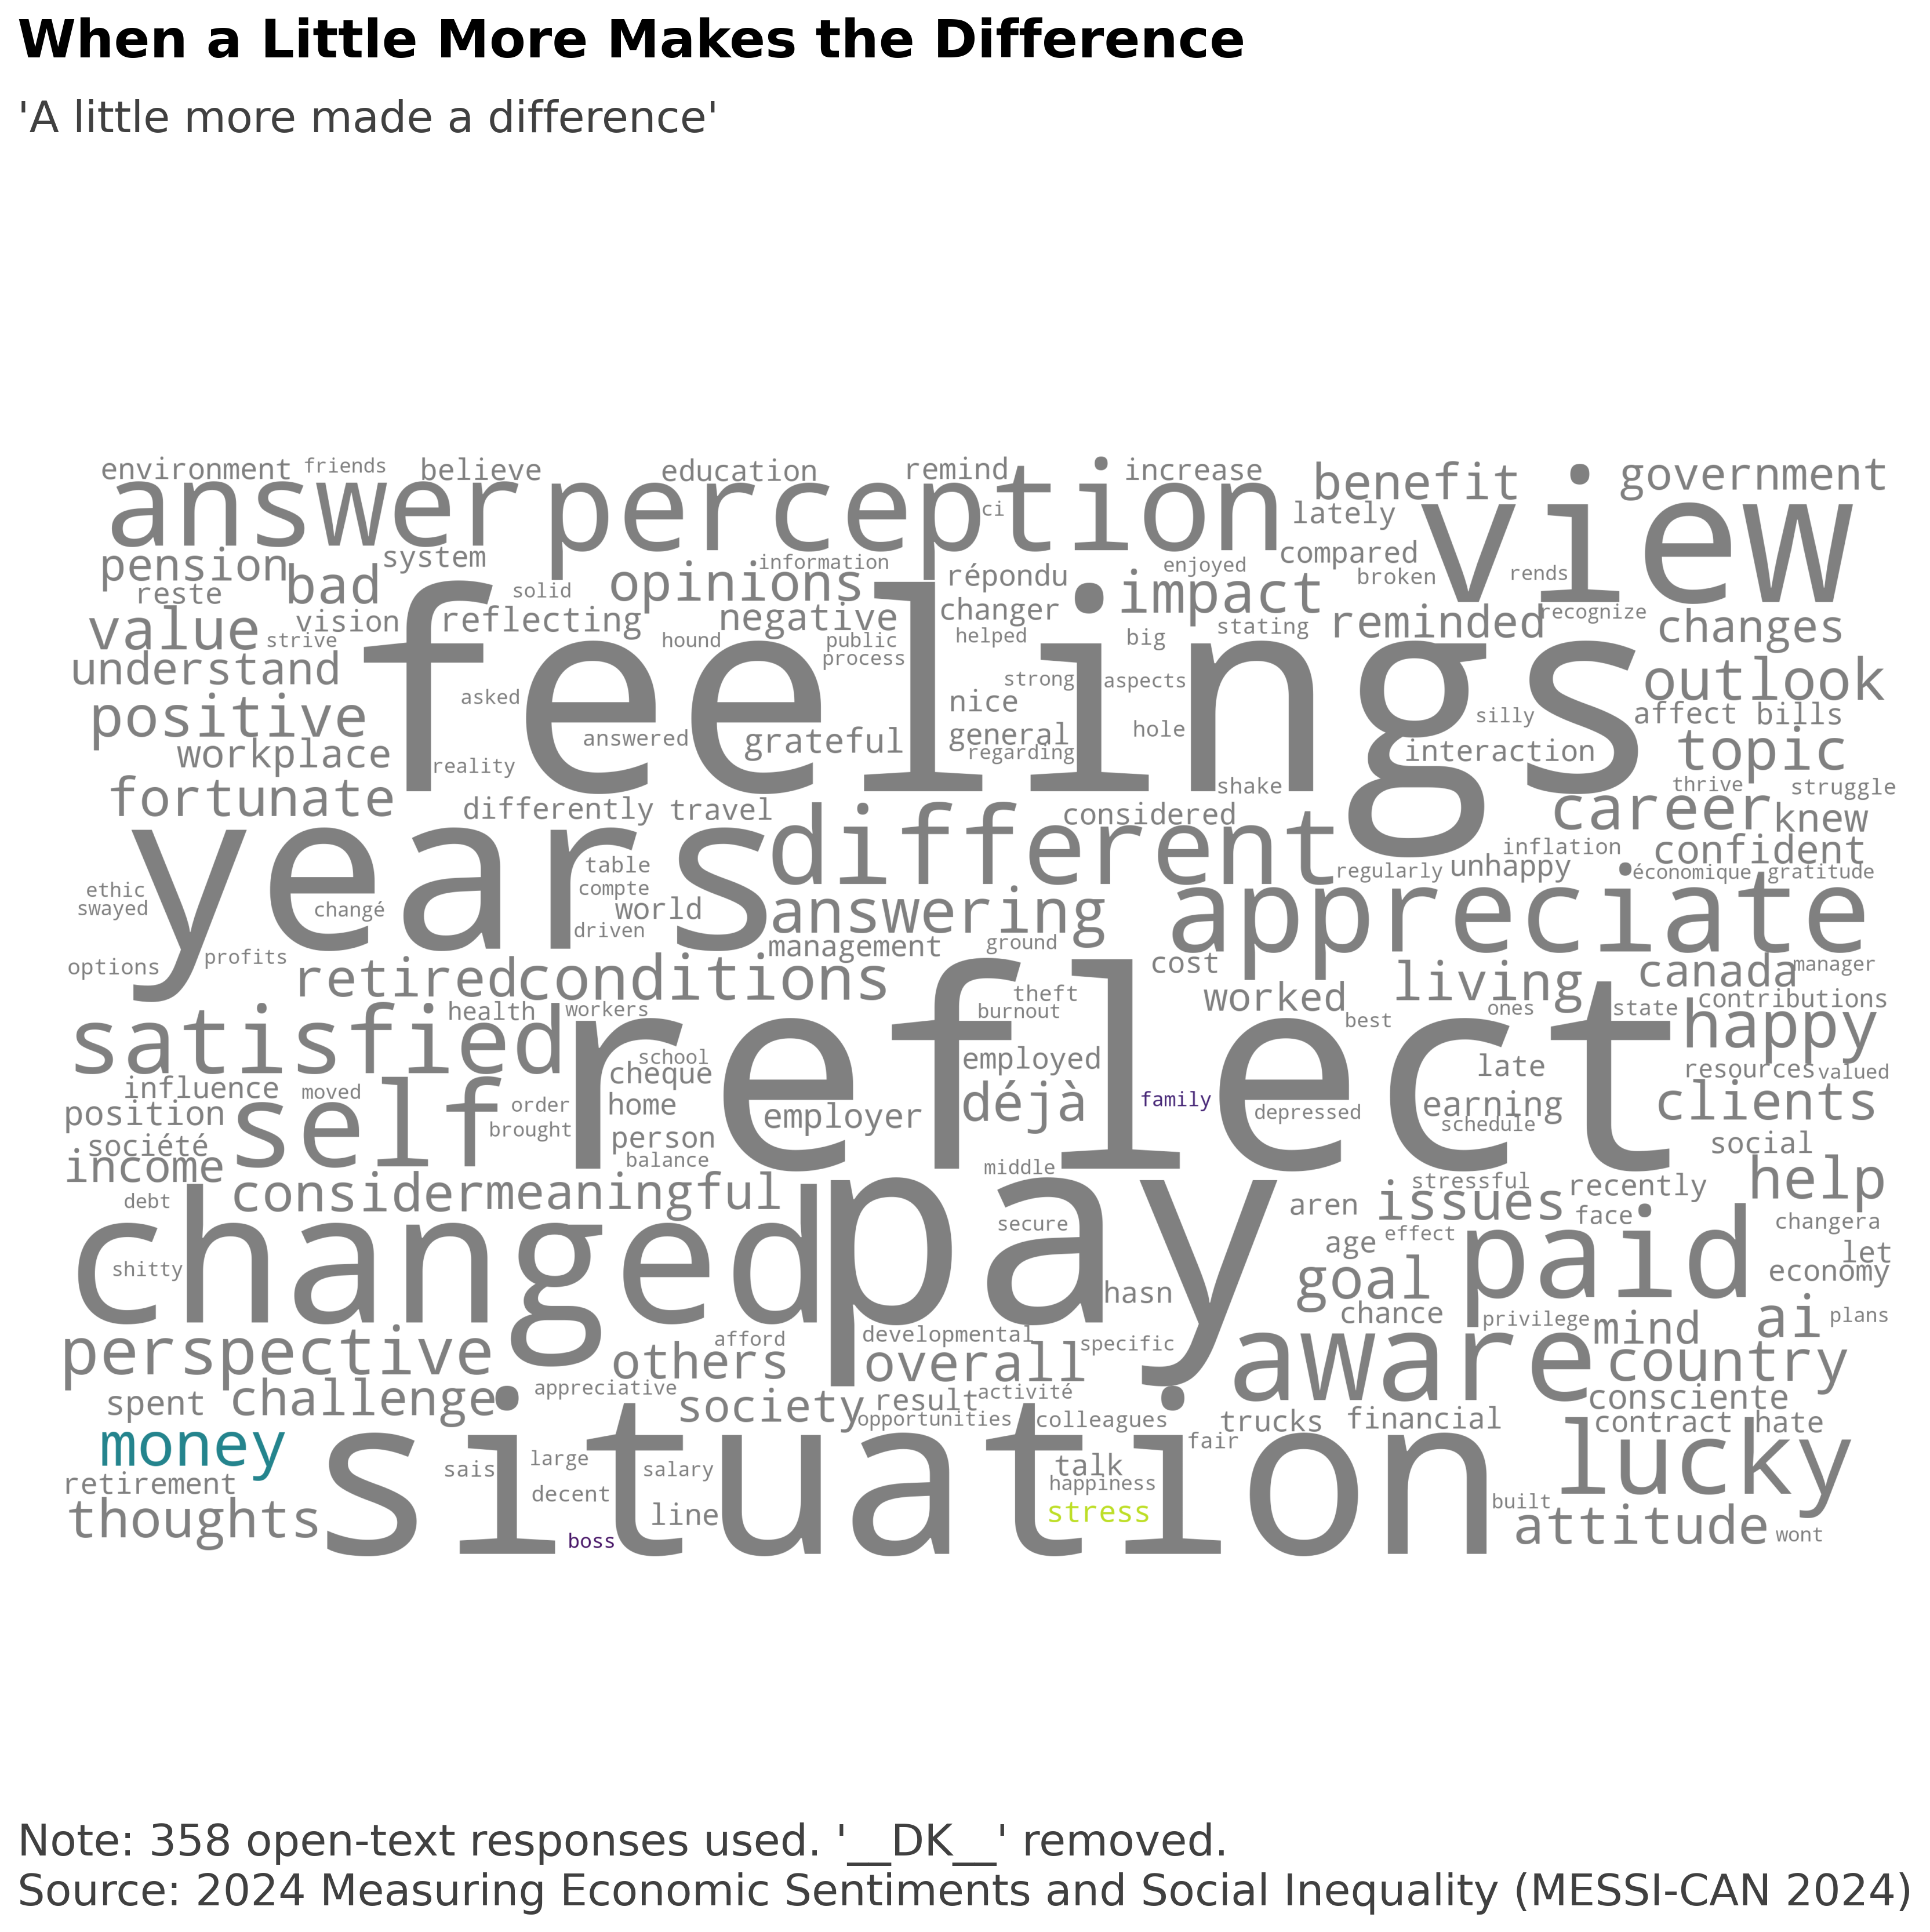 When a Little More Makes the Difference
'A little more made a difference'
environment friends believe education remind increase benefit government
answer perception ci lately view
pension system information enjoyed compared
reste bad solid opinions répondu impact broken rends
value vision reflecting negative changer reminded recognize changes
strive hound public helped big stating
understand process
feelings
asked strong aspects outlook
positive nice silly affect bills
workplace answered grateful general hole interaction topic
reality regarding
fortunate differently travel considered shake thrive struggle
career knew
years different inflation confident
table regularly unhappy économique gratitude
ethic compte
swayed changé world answering appreciate
driven management ground
options profits retired conditions cost living canada manager
theft worked contributions
satisfied health workers burnout best ones state happy
reflect
school employed late resources valued
influence moved cheque
position self order home employer déjà family depressed earning clients
société brought person schedule social
income balance middle
debt consider meaningful stressful recently help
aren issues
changed pay secure age effect face paid changera
shitty let
hasn goal economy
chance privilege mind ai plans
perspective afford developmental specific aware
others overall country
spent challenge appreciative result activité consciente
society opportunities colleagues trucks financial contract hate
money situation fair lucky
sais large salary talk
retirement decent happiness
thoughts line stress built attitude
boss wont
Note: 358 open-text responses used. '__DK__' removed.
Source: 2024 Measuring Economic Sentiments and Social Inequality (MESSI-CAN 2024)